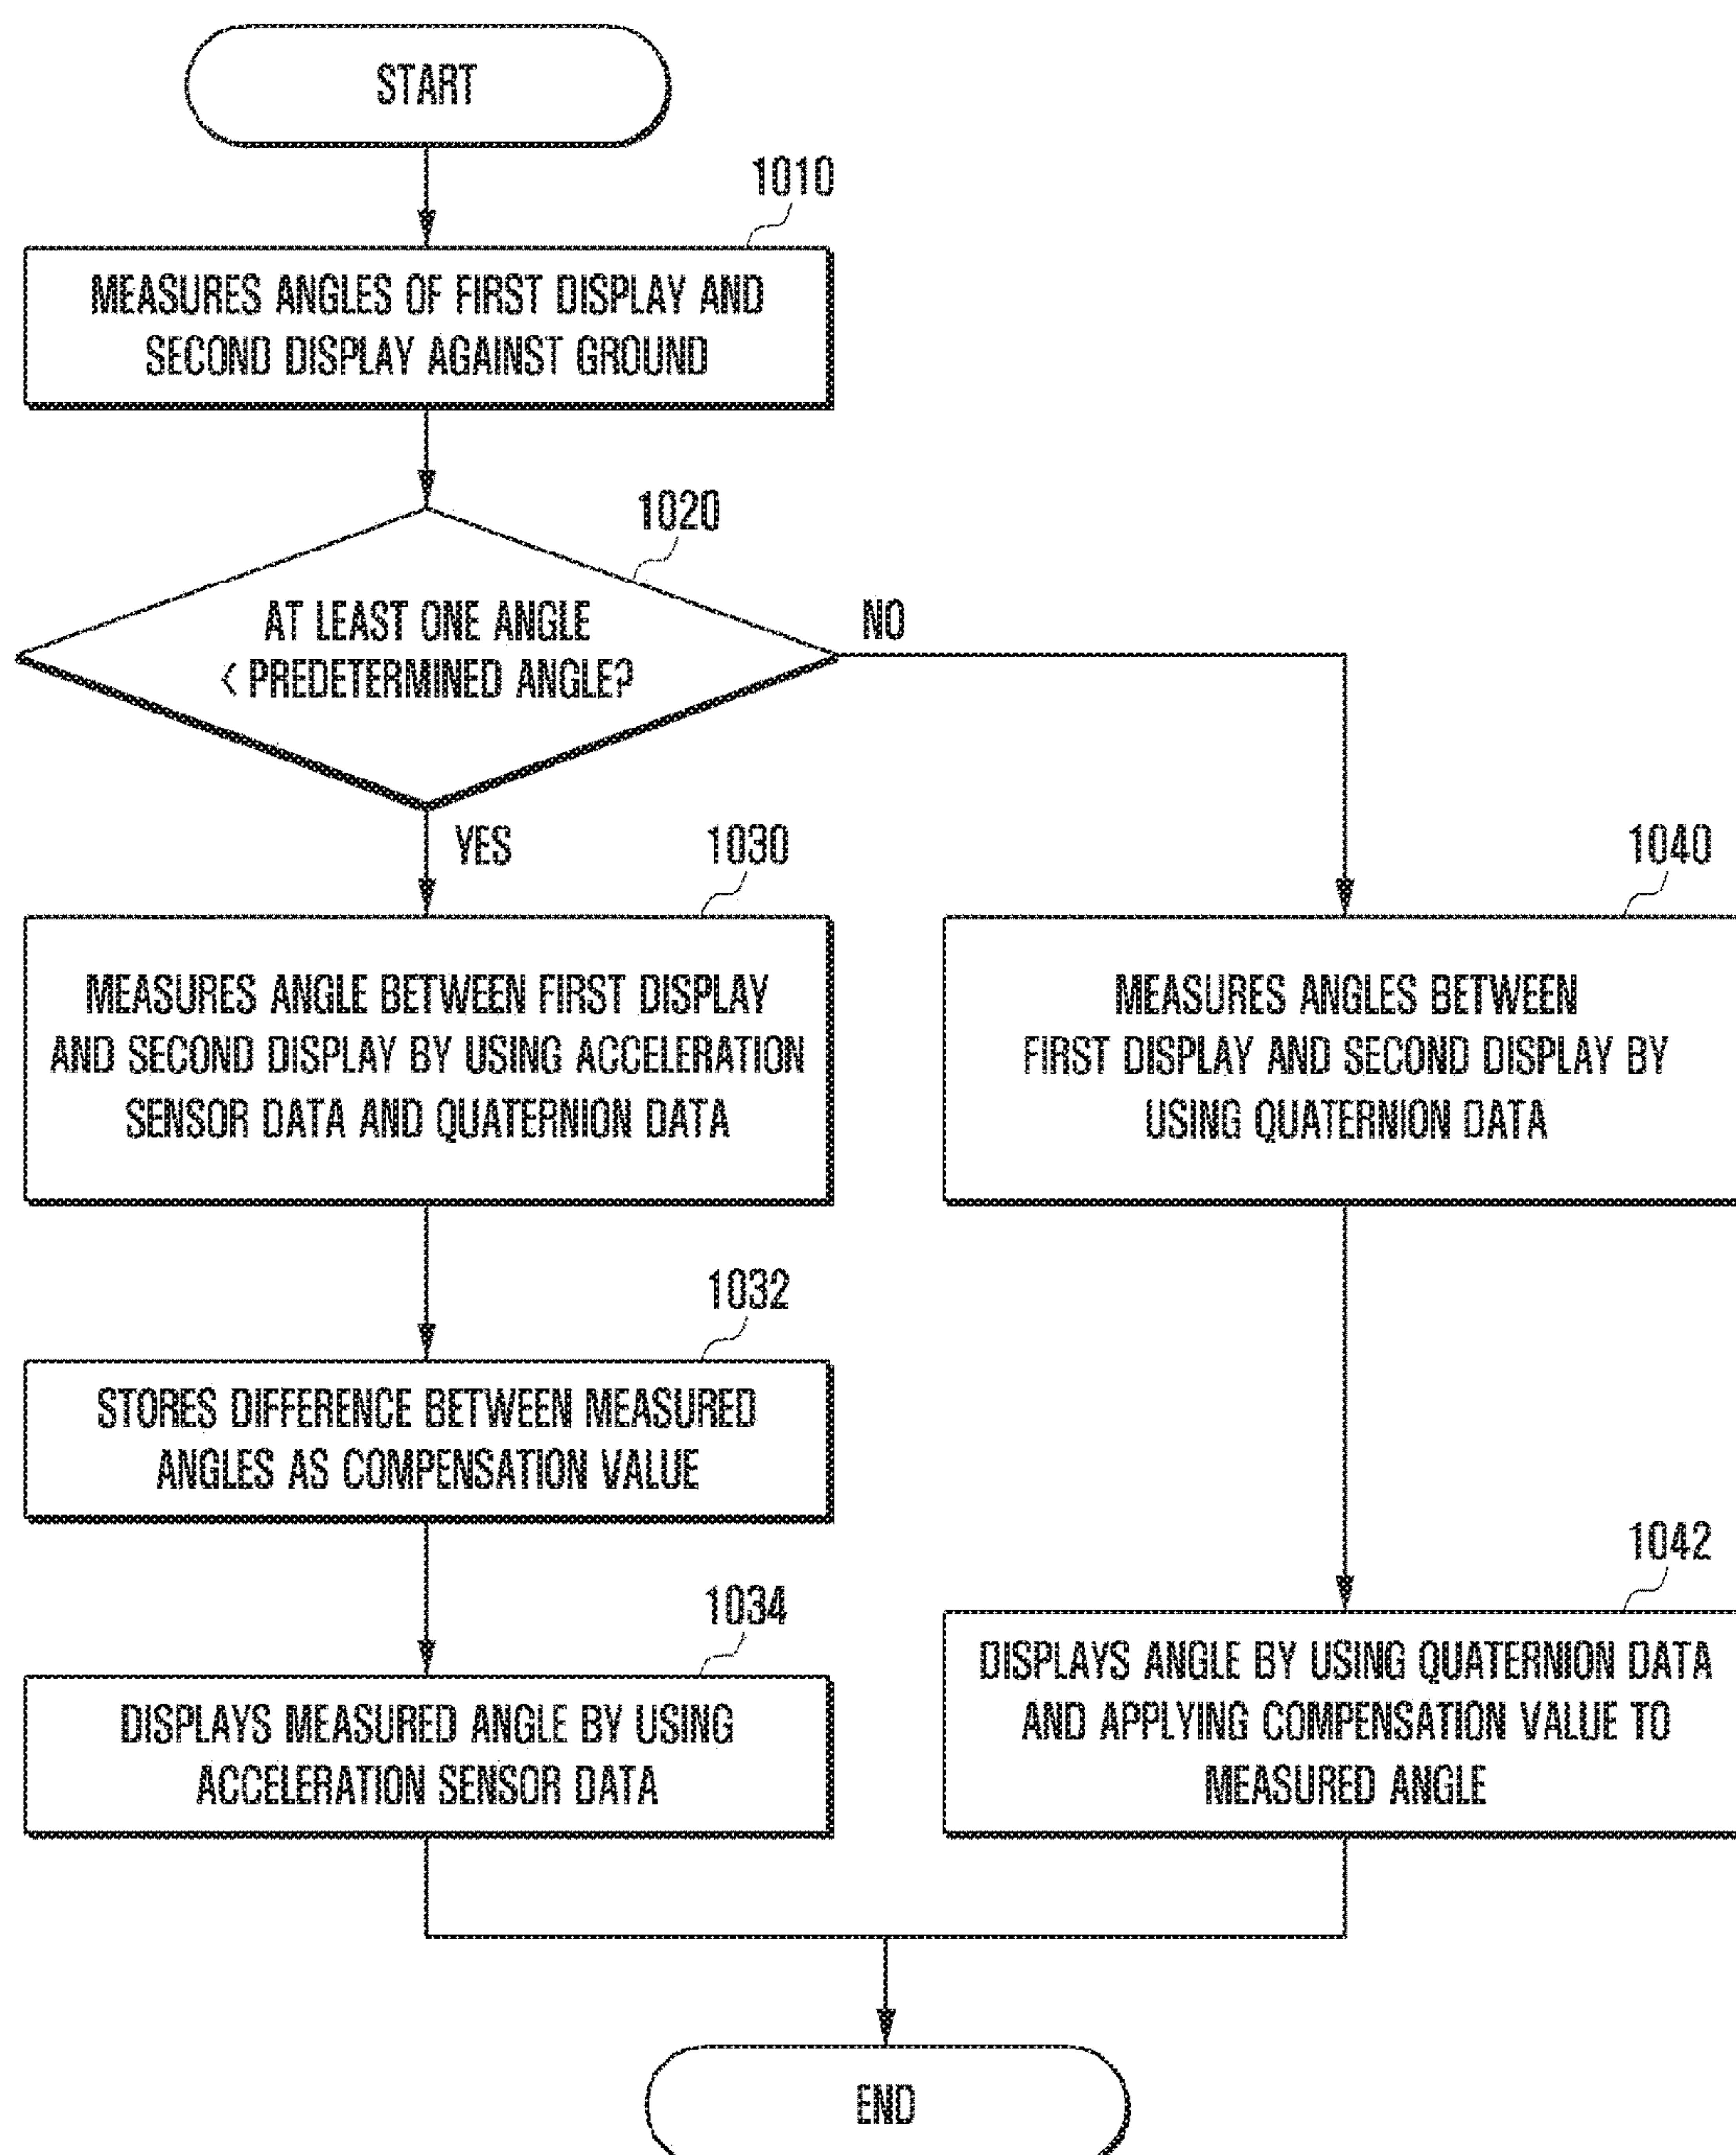 START
1010
MEASURES ANGLES OF FIRST DISPLAY AND
SECOND DISPLAY AGAINST GROUND
1020
AT LEAST ONE ANGLE
< PREDETERMINED ANGLE?
NO
YES
1030
MEASURES ANGLE BETWEEN FIRST DISPLAY
AND SECOND DISPLAY BY USING ACCELERATION
SENSOR DATA AND QUATERNION DATA
1040
MEASURES ANGLES BETWEEN
FIRST DISPLAY AND SECOND DISPLAY BY
USING QUATERNION DATA
1032
STORES DIFFERENCE BETWEEN MEASURED
ANGLES AS COMPENSATION VALUE
1034
DISPLAYS MEASURED ANGLE BY USING
ACCELERATION SENSOR DATA
1042
DISPLAYS ANGLE BY USING QUATERNION DATA
AND APPLYING COMPENSATION VALUE TO
MEASURED ANGLE
END